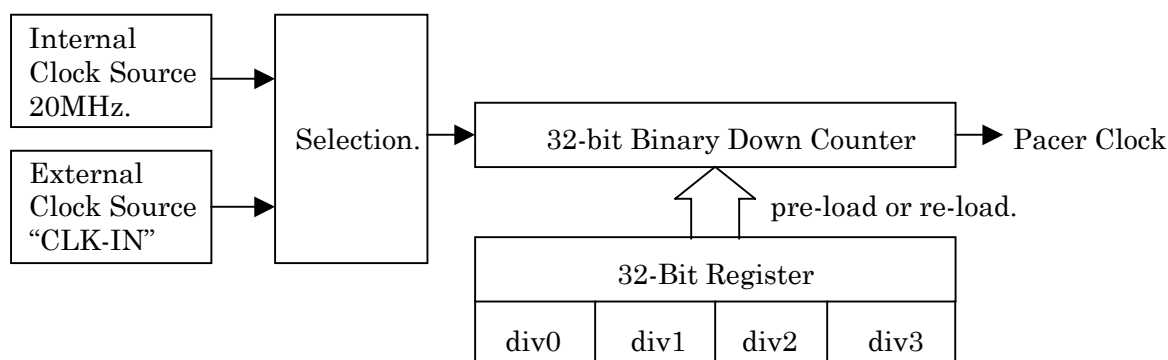 Internal
Clock Source
20MHz.
External
Clock Source
“CLK-IN”
Selection.
32-bit Binary Down Counter
Pacer Clock
pre-load or re-load.
32-Bit Register
div0 div1 div2 div3